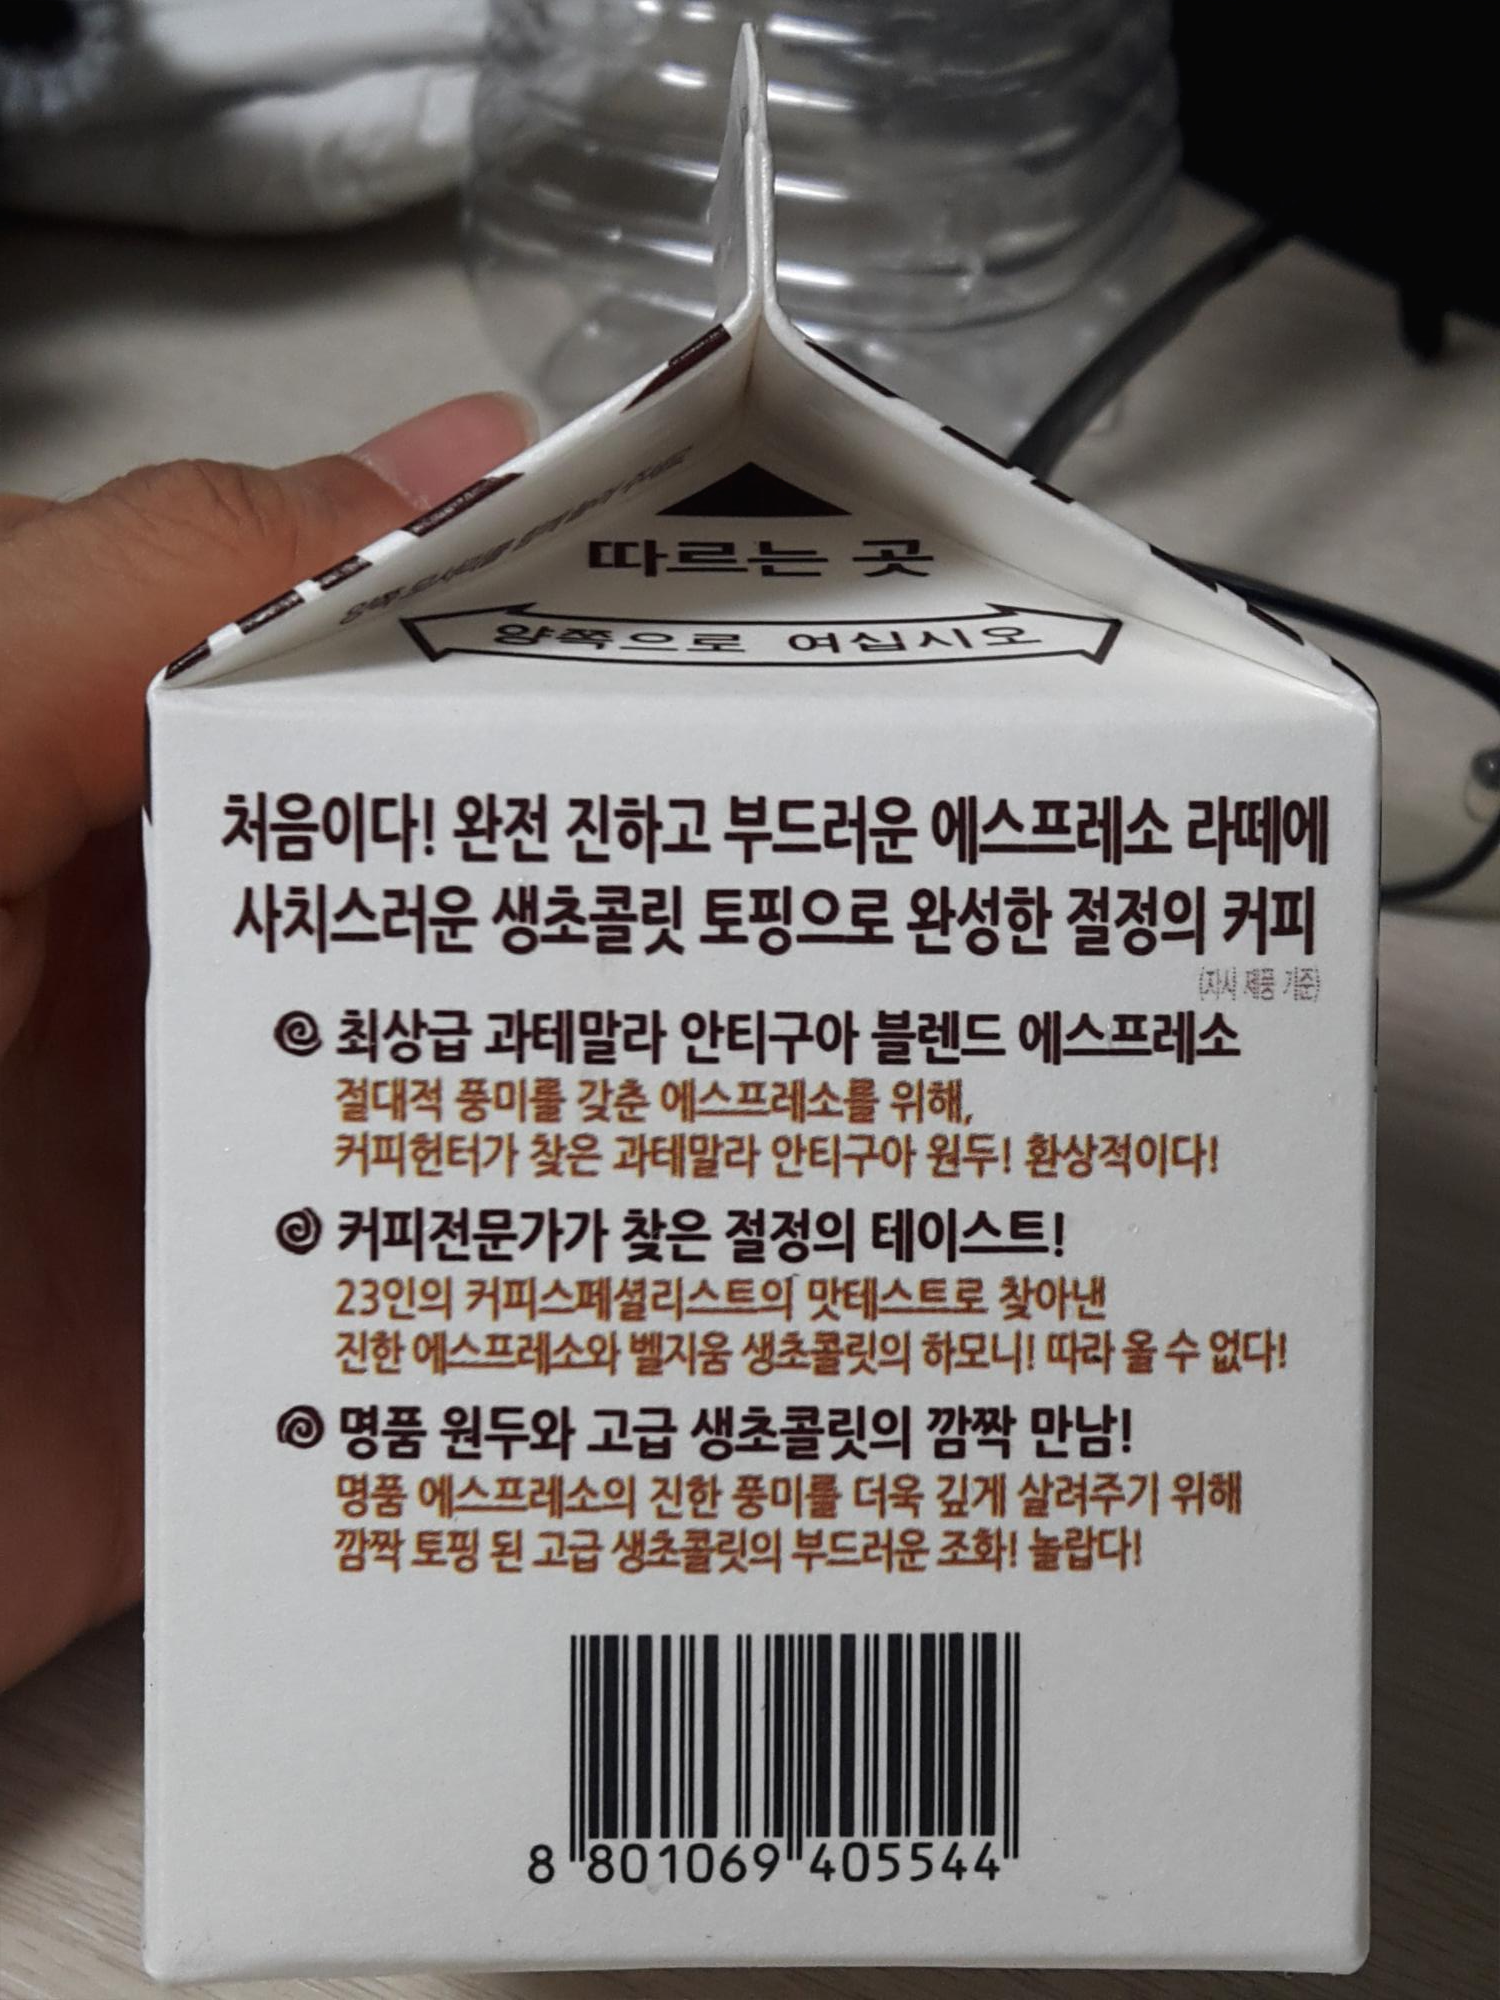 따르는 곳
양쪽으로 여십시오
처음이다! 완전 진하고 부드러운 에스프레소 라떼에
사치스러운 생초콜릿 토핑으로 완성한 절정의 커피
(자사 제품 기준)
최상급 과테말라 안티구아 블렌드 에스프레소
절대적 풍미를 갖춘 에스프레소를 위해,
커피헌터가 찾은 과테말라 안티구아 원두! 환상적이다!
커피전문가가 찾은 절정의 테이스트!
23인의 커피스페셜리스트의 맛테스트로 찾아낸
진한 에스프레소와 벨지움 생초콜릿의 하모니! 따라 올 수 없다!
명품 원두와 고급 생초콜릿의 깜짝 만남!
명품 에스프레소의 진한 풍미를 더욱 깊게 살려주기 위해
깜짝 토핑 된 고급 생초콜릿의 부드러운 조화! 놀랍다!
8 801069 405544